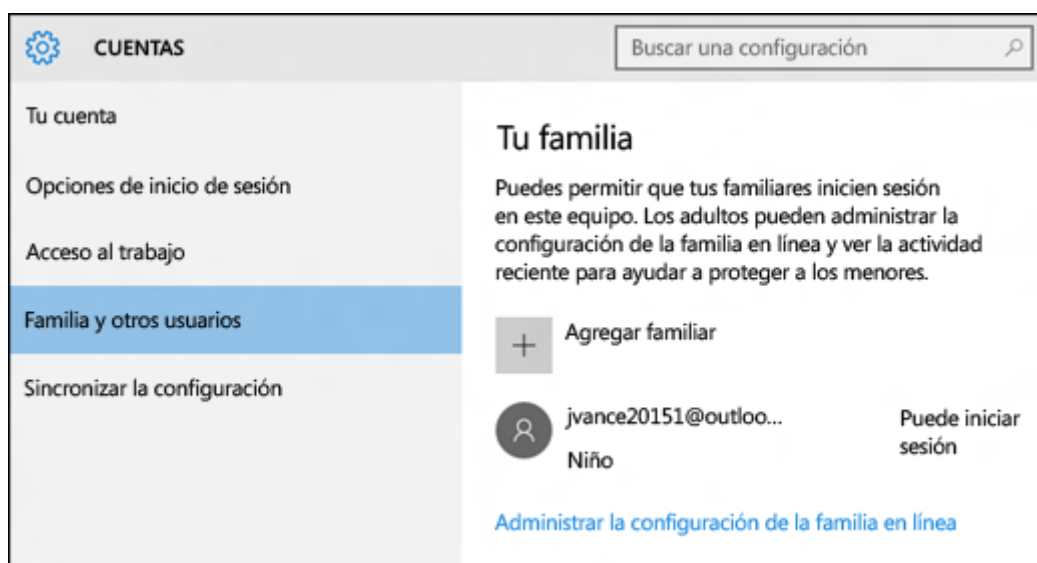 CUENTAS
Buscar una configuración
Tu cuenta
Opciones de inicio de sesión
Acceso al trabajo
Familia y otros usuarios
Sincronizar la configuración
Tu familia
Puedes permitir que tus familiares inicien sesión
en este equipo. Los adultos pueden administrar la
configuración de la familia en línea y ver la actividad
reciente para ayudar a proteger a los menores.
Agregar familiar
jvance20151@outloo...
Niño
Puede iniciar
sesión
Administrar la configuración de la familia en línea